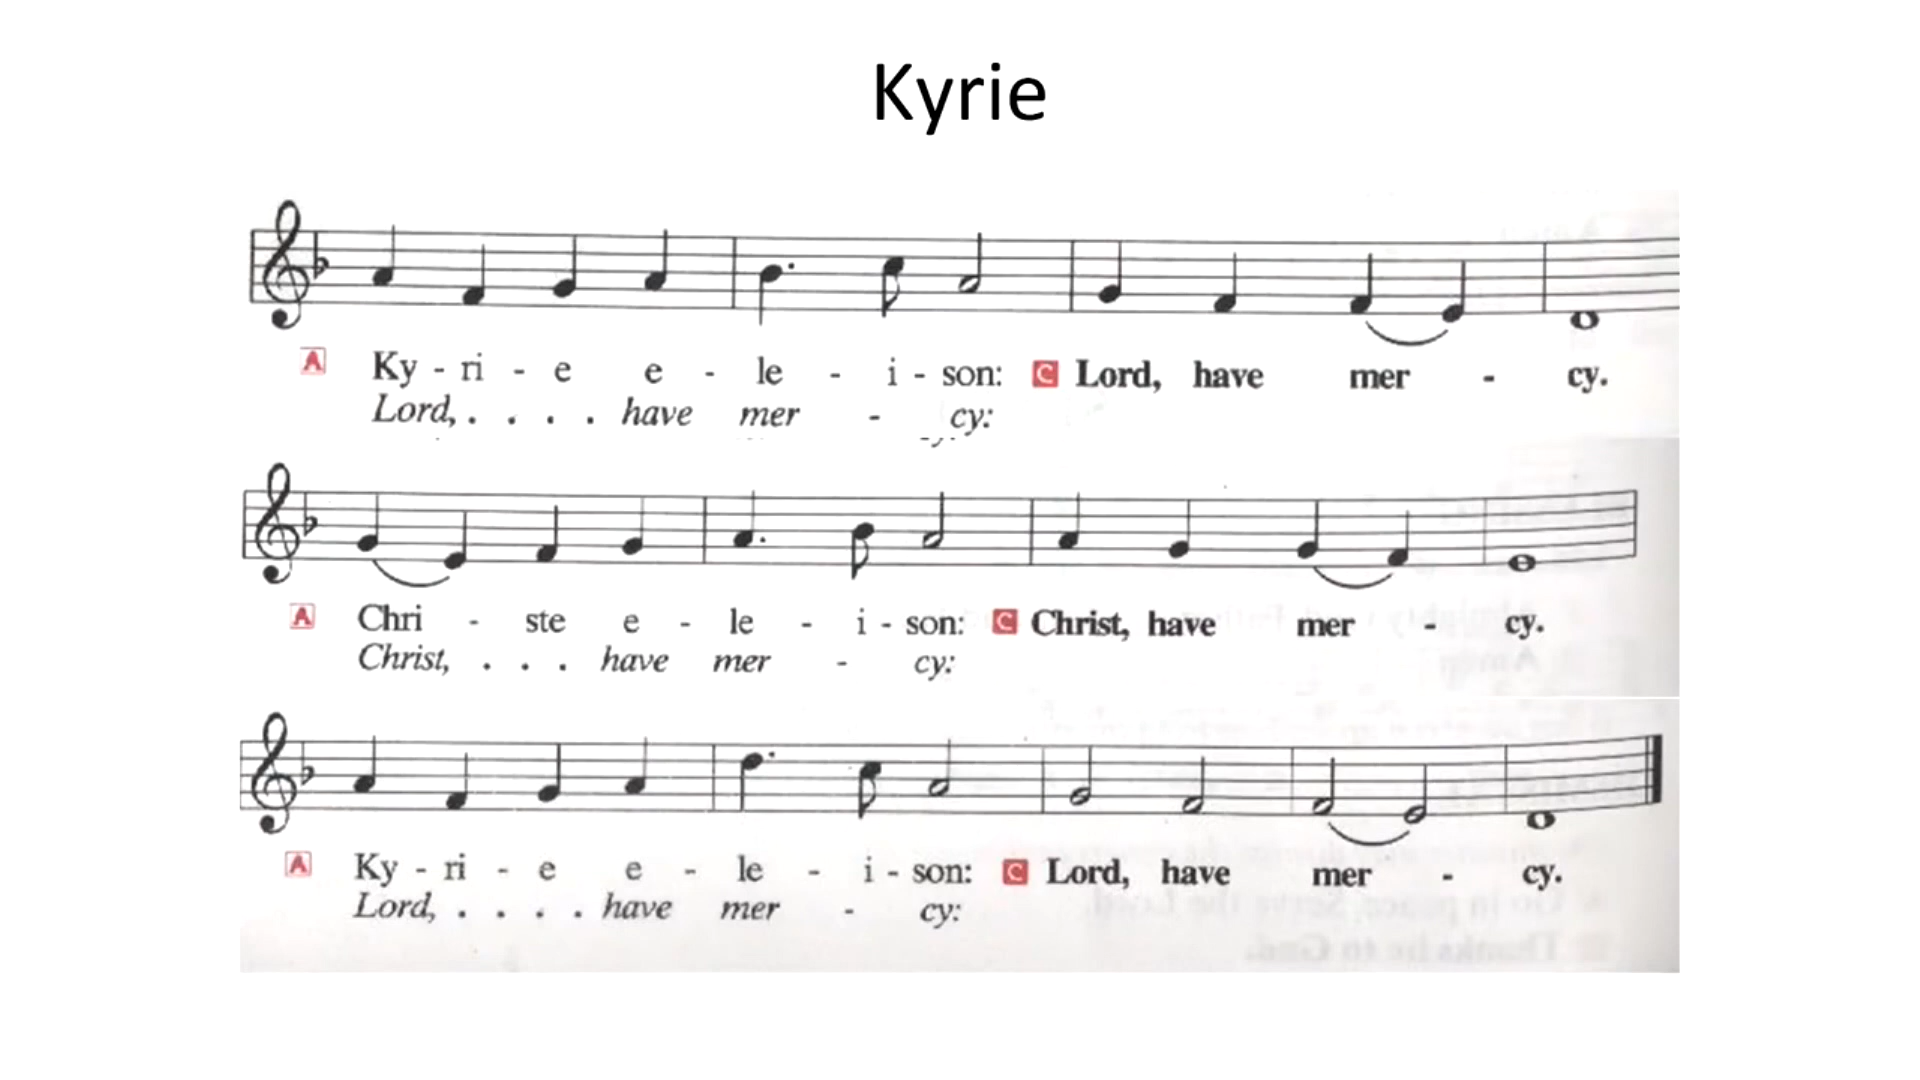 Kyrie
A Ky - ri - e e - le - i - son: C Lord, have mer - cy.
Lord, . . . . have mer - cy:
A Chri - ste e - le - i - son: C Christ, have mer - cy.
Christ, . . . have mer - cy:
A Ky - ri - e e - le - i - son: C Lord, have mer - cy.
Lord, . . . . have mer - cy: